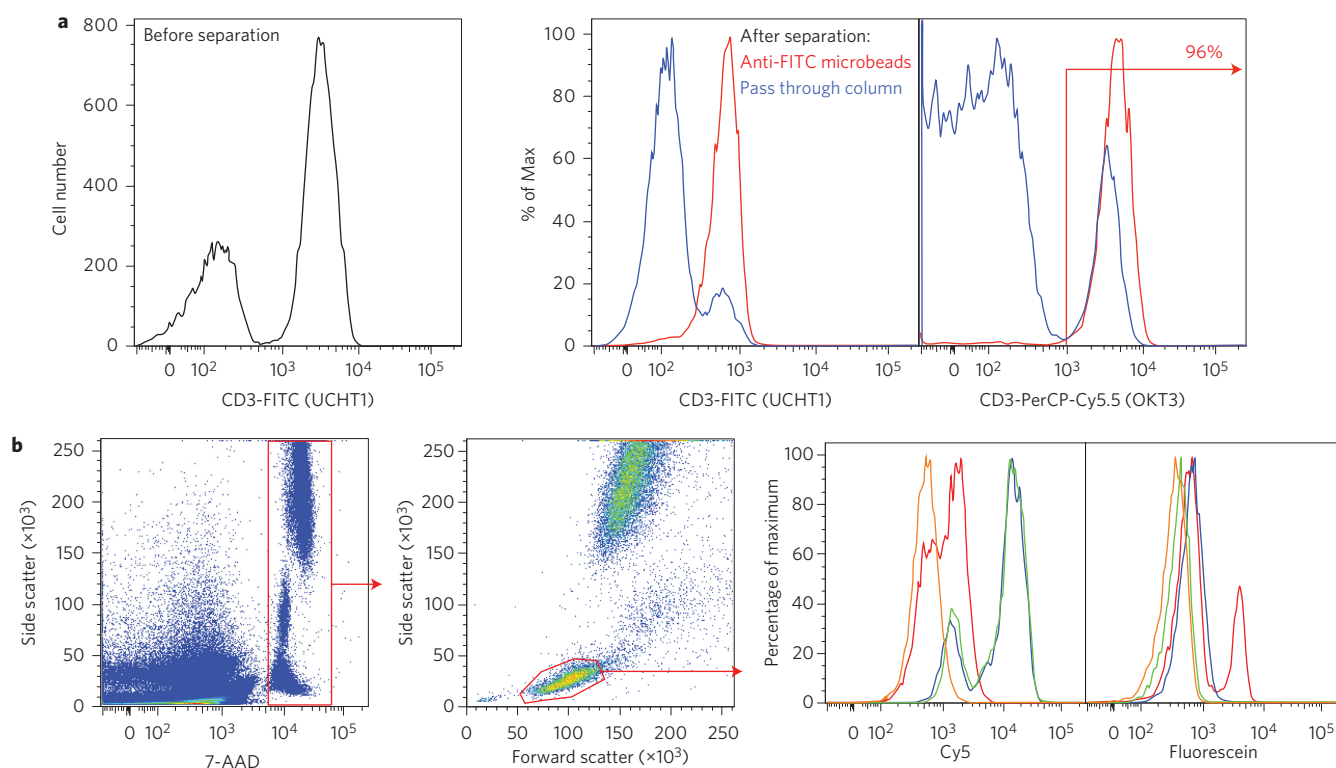 a
Before separation
800
600
400
200
0
Cell number
0 10² 10³ 10⁴ 10⁵
CD3-FITC (UCHT1)
After separation:
Anti-FITC microbeads
Pass through column
100
80
60
40
20
0
% of Max
0 10² 10³ 10⁴ 10⁵
CD3-FITC (UCHT1)
96%
0 10² 10³ 10⁴ 10⁵
CD3-PerCP-Cy5.5 (OKT3)
b
250
200
150
100
50
0
Side scatter (×10³)
0 10² 10³ 10⁴ 10⁵
7-AAD
250
200
150
100
50
0
Side scatter (×10³)
0 50 100 150 200 250
Forward scatter (×10³)
100
80
60
40
20
0
Percentage of maximum
0 10² 10³ 10⁴ 10⁵
Cy5
0 10² 10³ 10⁴ 10⁵
Fluorescein